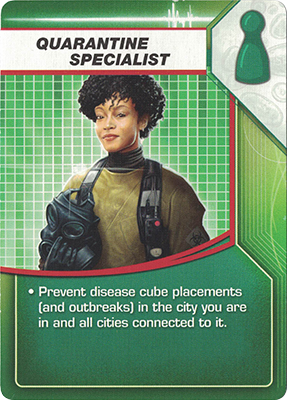 QUARANTINE
SPECIALIST
• Prevent disease cube placements
(and outbreaks) in the city you are
in and all cities connected to it.